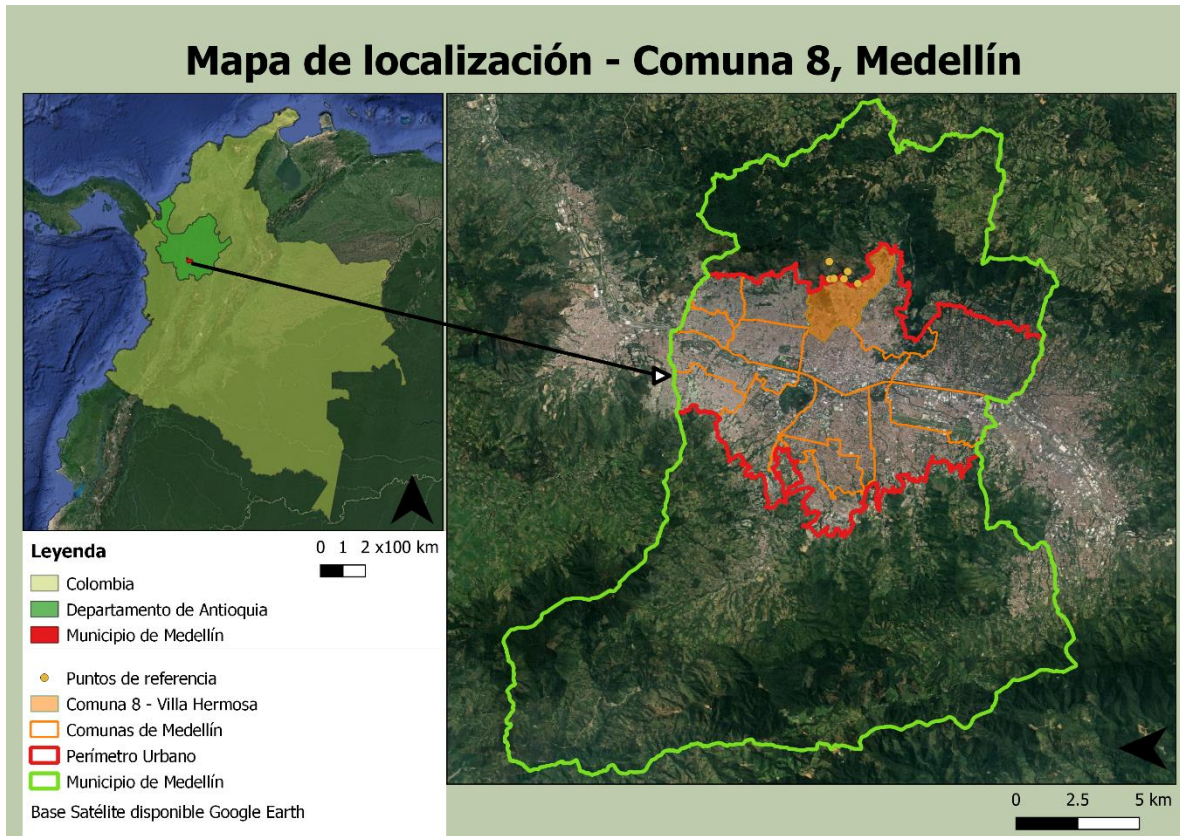 Mapa de localización - Comuna 8, Medellín
Leyenda
0 1 2 x100 km
Colombia
Departamento de Antioquia
Municipio de Medellín
Puntos de referencia
Comuna 8 - Villa Hermosa
Comunas de Medellín
Perímetro Urbano
Municipio de Medellín
Base Satélite disponible Google Earth
0 2.5 5 km